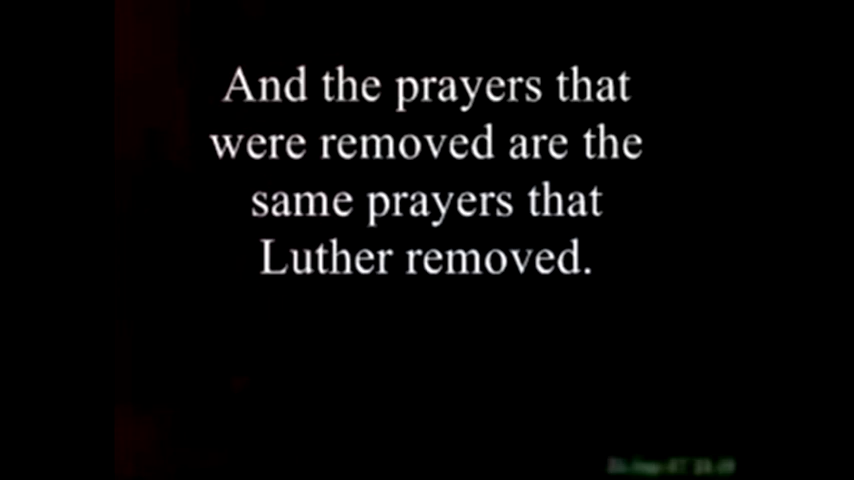 And the prayers that
were removed are the
same prayers that
Luther removed.